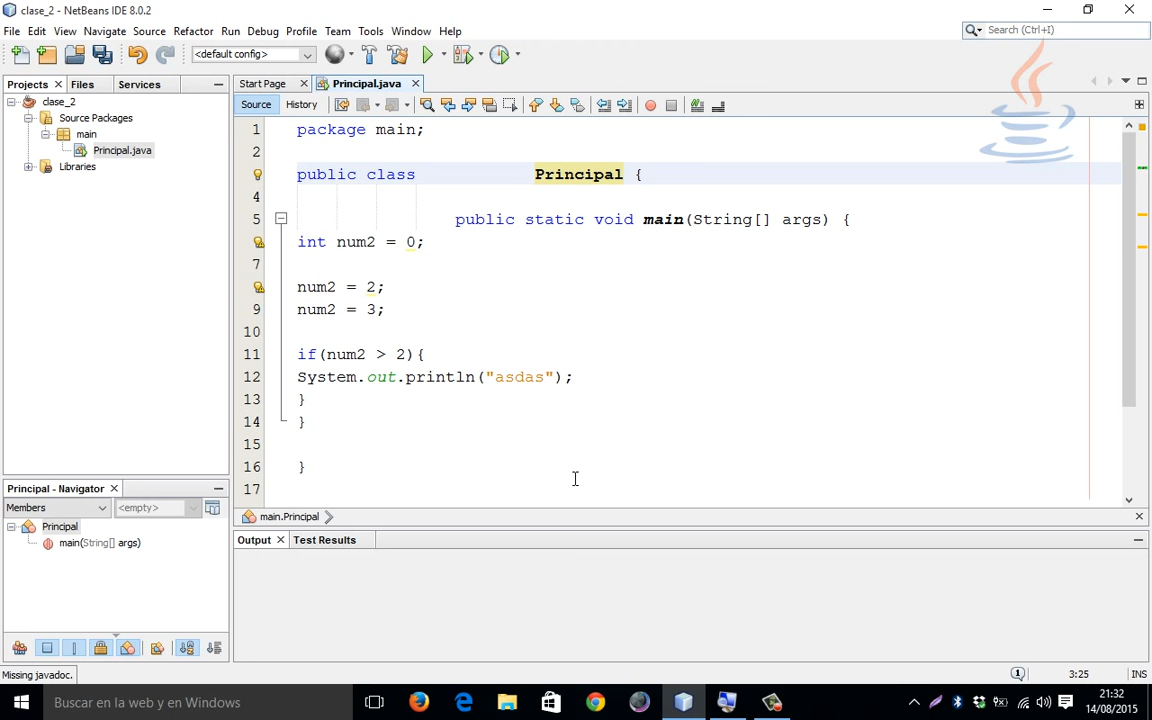 clase_2 - NetBeans IDE 8.0.2
File Edit View Navigate Source Refactor Run Debug Profile Team Tools Window Help
Search (Ctrl+I)
<default config>
Projects Files Services
Start Page Principal.java
clase_2
Source History
Source Packages
main
Principal.java
Libraries
1 package main;
2
public class Principal {
4
5 public static void main(String[] args) {
int num2 = 0;
7
num2 = 2;
9 num2 = 3;
10
11 if(num2 > 2){
12 System.out.println("asdas");
13 }
14 }
15
16 }
17
Principal - Navigator
Members <empty>
main.Principal
Principal
main(String[] args)
Output Test Results
Missing javadoc.
1 3:25 INS
Buscar en la web y en Windows
21:32
14/08/2015